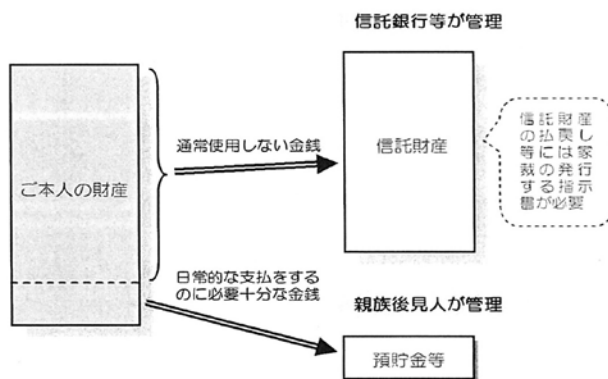 信託銀行等が管理
ご本人の財産
通常使用しない金銭
信託財産
信託財産
の払戻し
等には家
裁の発行
する指示
書が必要
日常的な支払をする
のに必要十分な金銭
親族後見人が管理
預貯金等